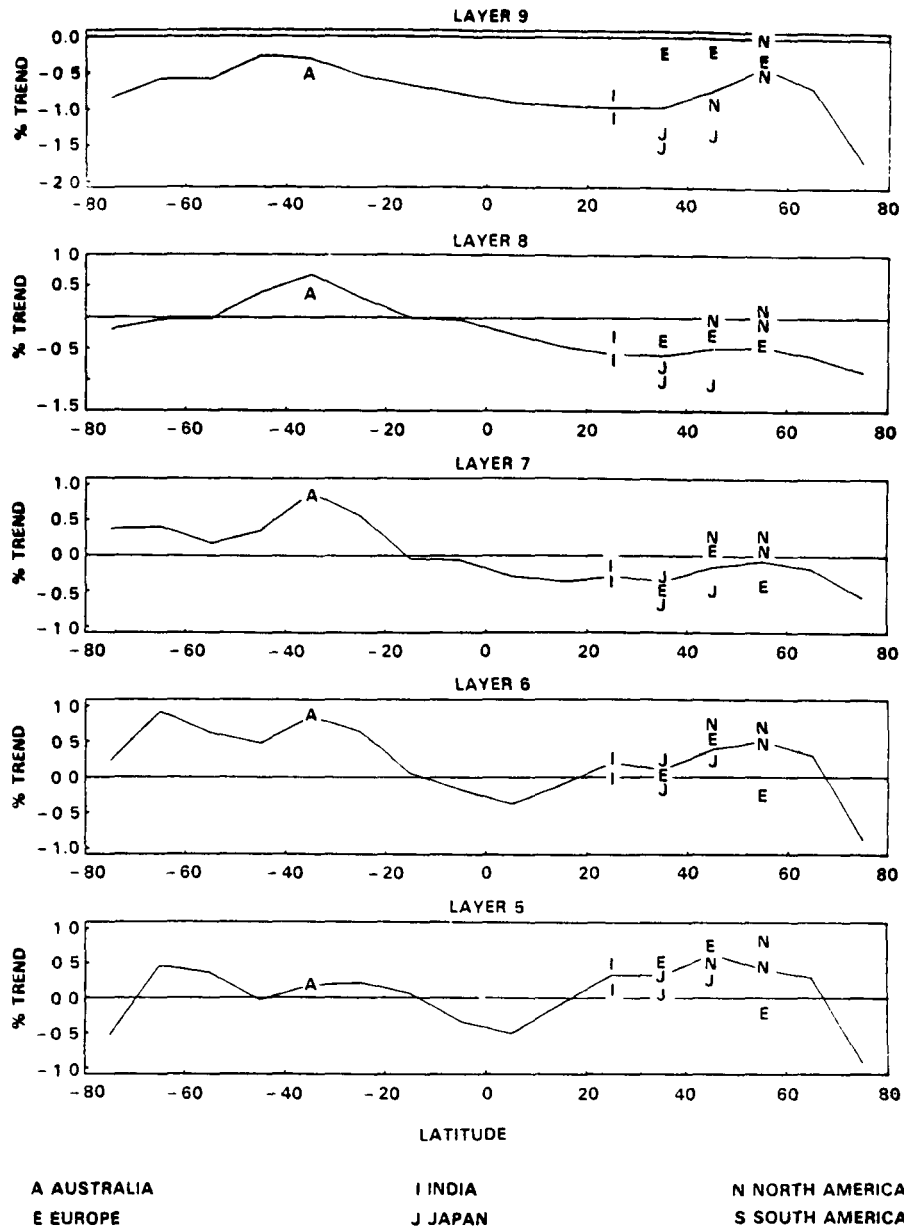 LAYER 9
0.0
-0.5
-1.0
-1.5
-2 0
% TREND
E E N
E
N
A
I
I
N
J J
J
-80 -60 -40 -20 0 20 40 60 80
LAYER 8
1 0
0.5
-0.5
-1.5
% TREND
A
N N
N
I E E E
I
J
J J
-80 -60 -40 -20 0 20 40 60 80
LAYER 7
1.0
0.5
0 0
-0.5
-1 0
% TREND
A
N N
E N
I J
I E J E
J
-80 -60 -40 -20 0 20 40 60 80
LAYER 6
1 0
0 5
0.0
-0 5
-1.0
% TREND
A
N N
E N
I J J
I E
J E
-80 -60 -40 -20 0 20 40 60 80
LAYER 5
1 0
0.5
0 0
-0 5
-1 0
% TREND
A
E N
I E N N
J J
I J
E
-80 -60 -40 -20 0 20 40 60 80
LATITUDE
A AUSTRALIA I INDIA N NORTH AMERICA
E EUROPE J JAPAN S SOUTH AMERICA